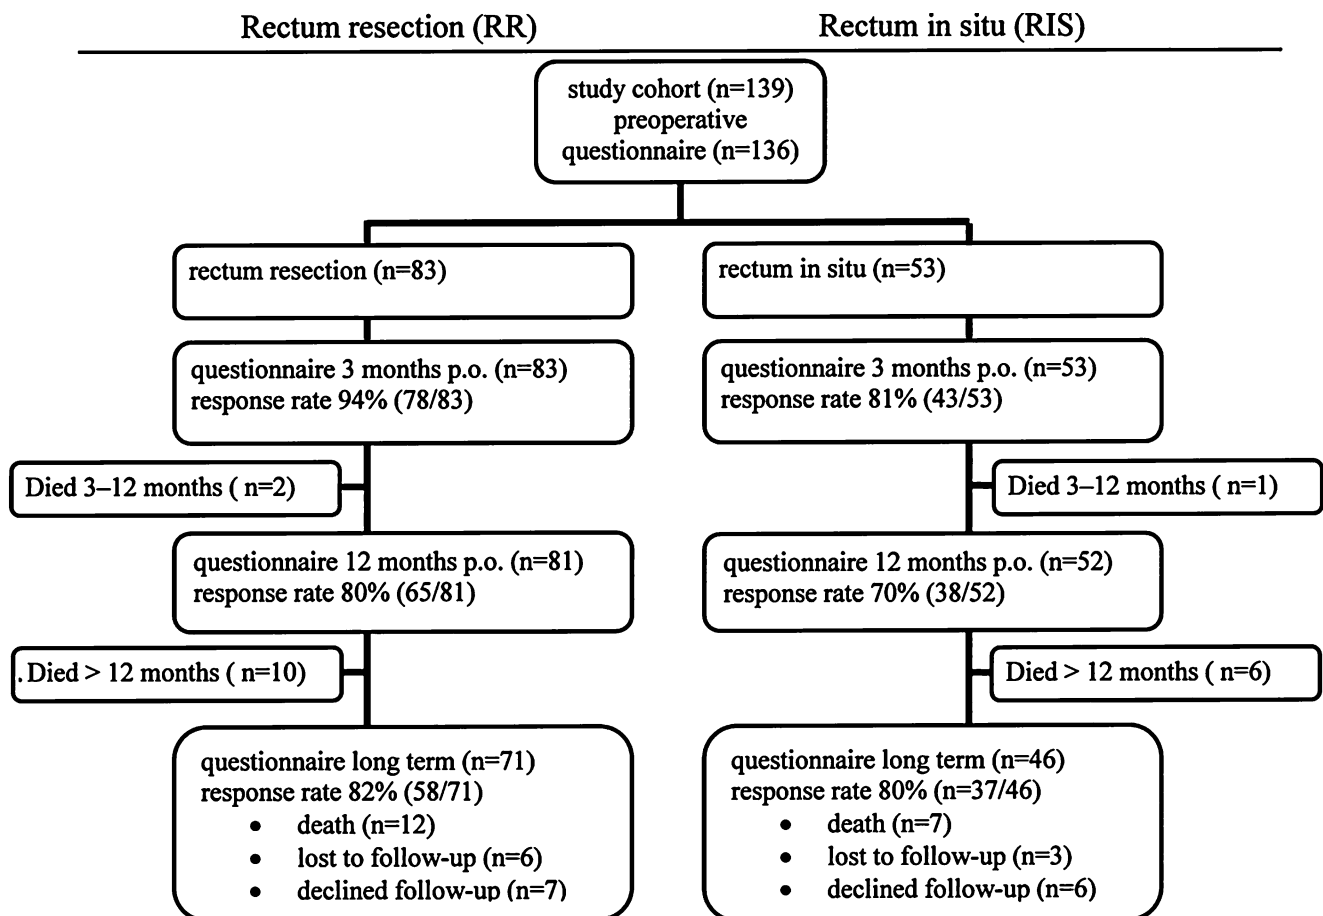 Rectum resection (RR)
Rectum in situ (RIS)
study cohort (n=139)
preoperative
questionnaire (n=136)
rectum resection (n=83)
rectum in situ (n=53)
questionnaire 3 months p.o. (n=83)
response rate 94% (78/83)
questionnaire 3 months p.o. (n=53)
response rate 81% (43/53)
Died 3–12 months ( n=2)
Died 3–12 months ( n=1)
questionnaire 12 months p.o. (n=81)
response rate 80% (65/81)
questionnaire 12 months p.o. (n=52)
response rate 70% (38/52)
.Died > 12 months ( n=10)
Died > 12 months ( n=6)
questionnaire long term (n=71)
response rate 82% (58/71)
• death (n=12)
• lost to follow-up (n=6)
• declined follow-up (n=7)
questionnaire long term (n=46)
response rate 80% (n=37/46)
• death (n=7)
• lost to follow-up (n=3)
• declined follow-up (n=6)